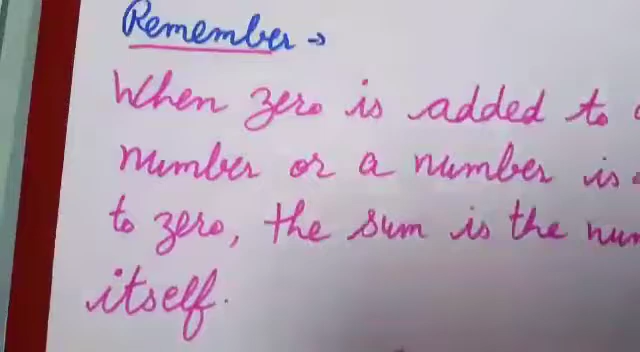 Remember →
When zero is added to
number or a number is
to zero, the sum is the
itself.